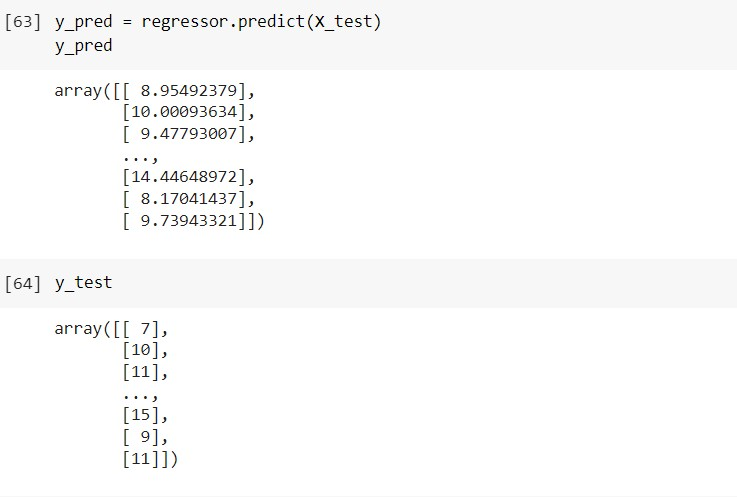 [63] y_pred = regressor.predict(X_test)
y_pred
array([[ 8.95492379],
[10.00093634],
[ 9.47793007],
...,
[14.44648972],
[ 8.17041437],
[ 9.73943321]])
[64] y_test
array([[ 7],
[10],
[11],
...,
[15],
[ 9],
[11]])